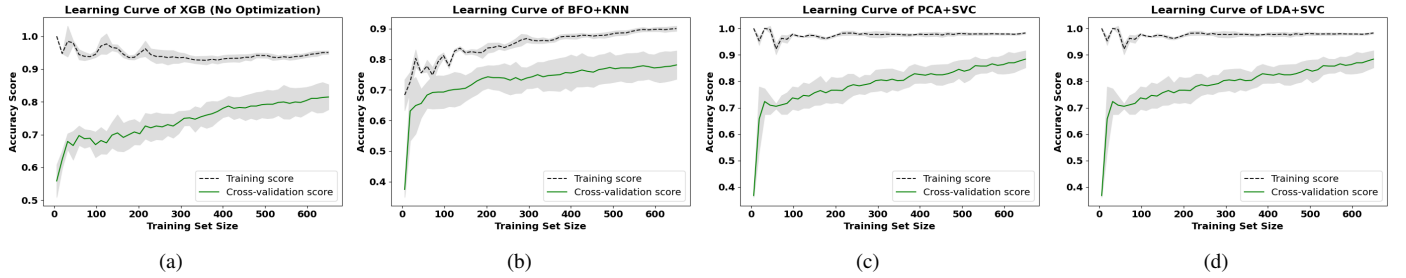 Learning Curve of XGB (No Optimization)
Accuracy Score
1.0
0.9
0.8
0.7
0.6
0.5
Training score
Cross-validation score
0 100 200 300 400 500 600
Training Set Size
(a)
Learning Curve of BFO+KNN
Accuracy Score
0.9
0.8
0.7
0.6
0.5
0.4
Training score
Cross-validation score
0 100 200 300 400 500 600
Training Set Size
(b)
Learning Curve of PCA+SVC
Accuracy Score
1.0
0.9
0.8
0.7
0.6
0.5
0.4
Training score
Cross-validation score
0 100 200 300 400 500 600
Training Set Size
(c)
Learning Curve of LDA+SVC
Accuracy Score
1.0
0.9
0.8
0.7
0.6
0.5
0.4
Training score
Cross-validation score
0 100 200 300 400 500 600
Training Set Size
(d)